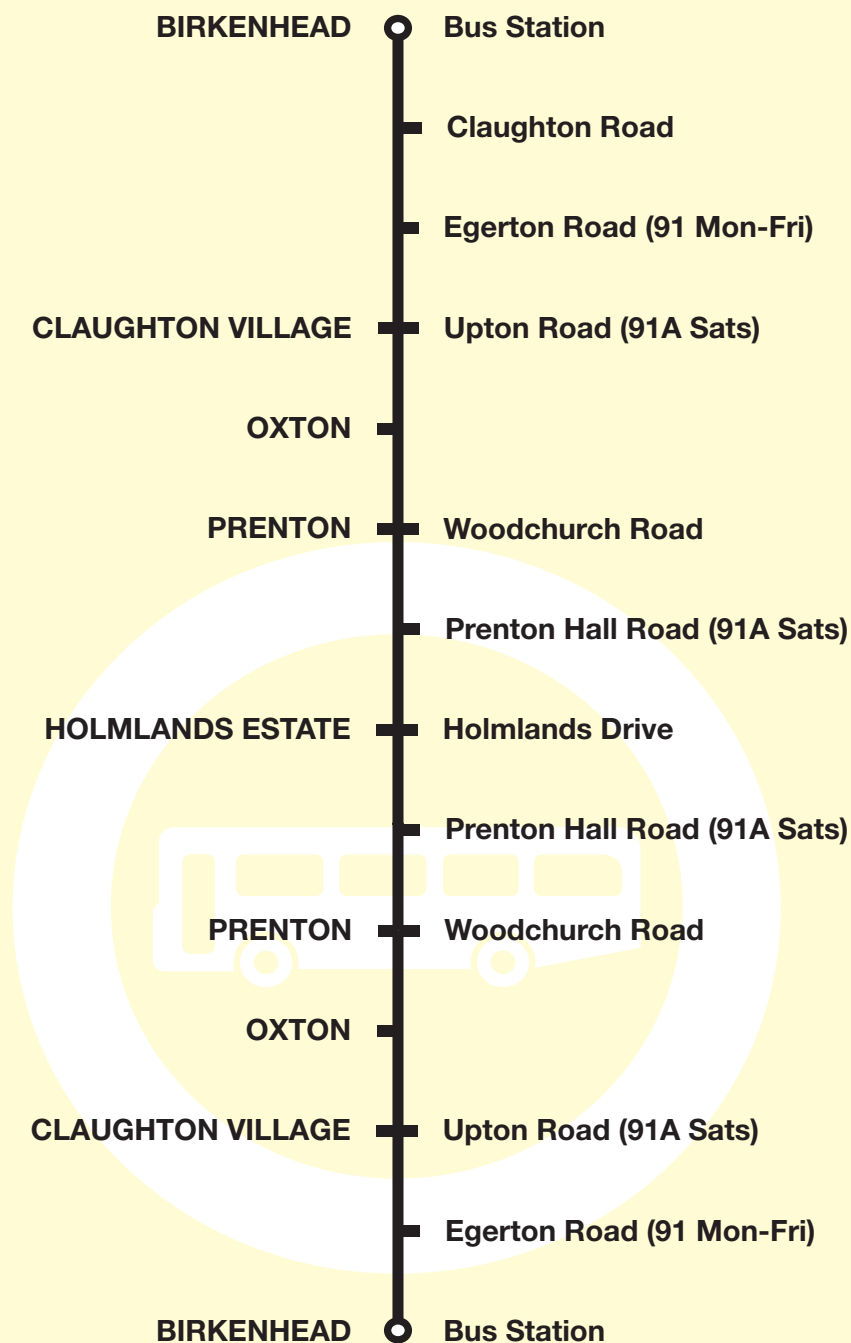 BIRKENHEAD Bus Station
Claughton Road
Egerton Road (91 Mon-Fri)
CLAUGHTON VILLAGE Upton Road (91A Sats)
OXTON
PRENTON Woodchurch Road
Prenton Hall Road (91A Sats)
HOLMLANDS ESTATE Holmlands Drive
Prenton Hall Road (91A Sats)
PRENTON Woodchurch Road
OXTON
CLAUGHTON VILLAGE Upton Road (91A Sats)
Egerton Road (91 Mon-Fri)
BIRKENHEAD Bus Station